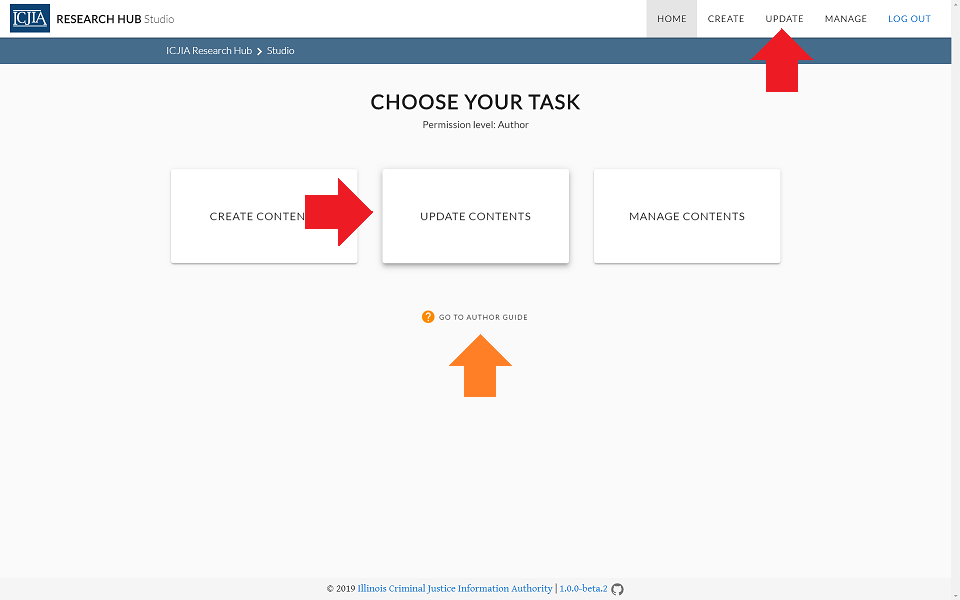 ICJIA RESEARCH HUB Studio HOME CREATE UPDATE MANAGE LOG OUT
ICJIA Research Hub > Studio
CHOOSE YOUR TASK
Permission level: Author
CREATE CONTEN UPDATE CONTENTS MANAGE CONTENTS
? GO TO AUTHOR GUIDE
© 2019 Illinois Criminal Justice Information Authority | 1.0.0-beta.2